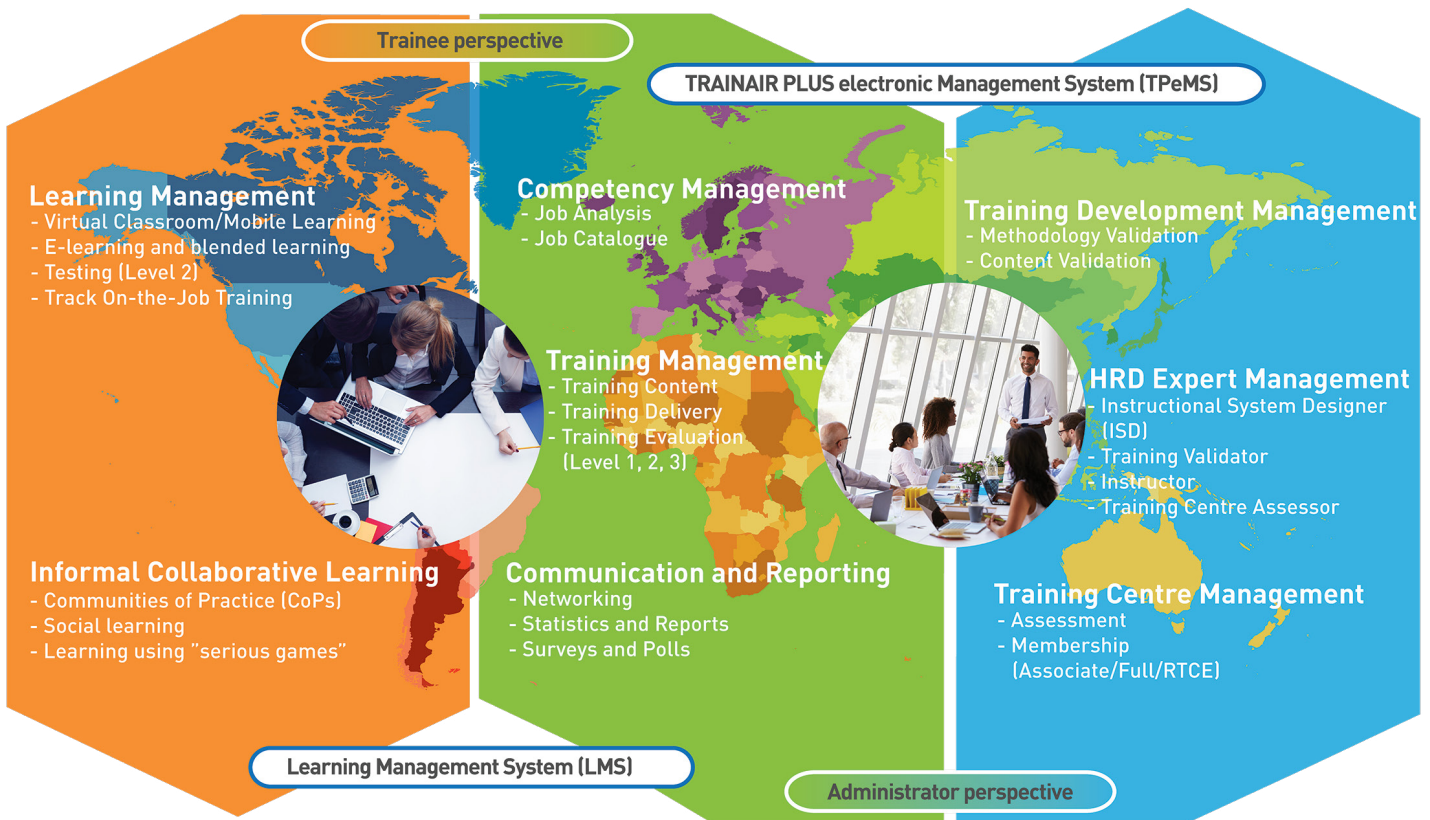 Trainee perspective
TRAINAIR PLUS electronic Management System (TPeMS)
Learning Management
- Virtual Classroom/Mobile Learning
- E-learning and blended learning
- Testing (Level 2)
- Track On-the-Job Training
Informal Collaborative Learning
- Communities of Practice (CoPs)
- Social learning
- Learning using "serious games"
Competency Management
- Job Analysis
- Job Catalogue
Training Management
- Training Content
- Training Delivery
- Training Evaluation
(Level 1, 2, 3)
Communication and Reporting
- Networking
- Statistics and Reports
- Surveys and Polls
Training Development Management
- Methodology Validation
- Content Validation
HRD Expert Management
- Instructional System Designer
(ISD)
- Training Validator
- Instructor
- Training Centre Assessor
Training Centre Management
- Assessment
- Membership
(Associate/Full/RTCE)
Learning Management System (LMS)
Administrator perspective